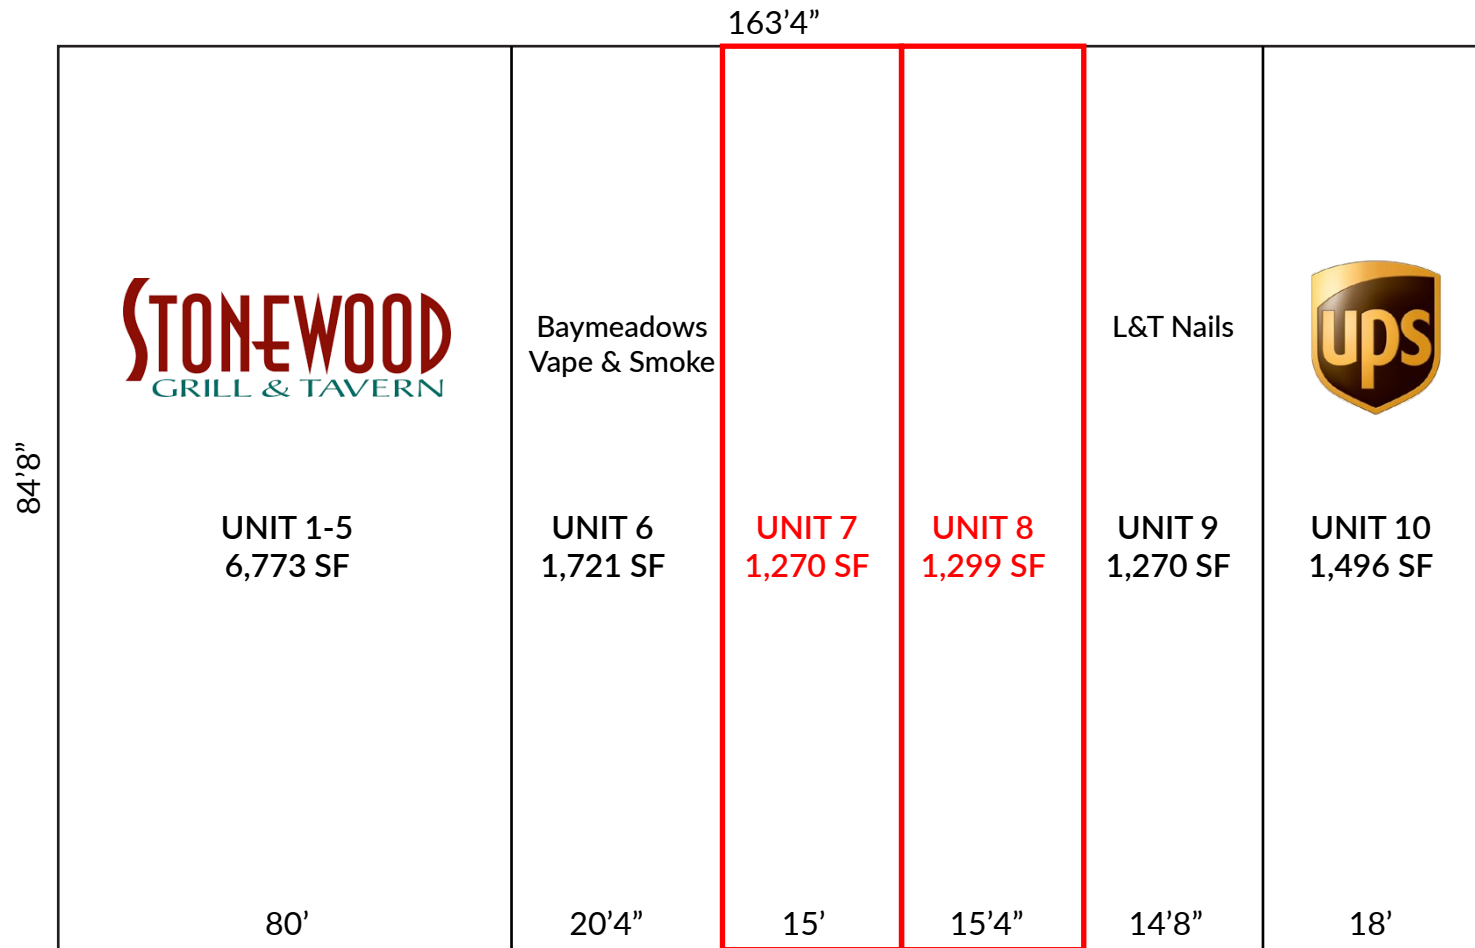 163’4”
STONEWOOD
GRILL & TAVERN
Baymeadows
Vape & Smoke
L&T Nails
ups
84’8”
UNIT 1-5
6,773 SF
UNIT 6
1,721 SF
UNIT 7
1,270 SF
UNIT 8
1,299 SF
UNIT 9
1,270 SF
UNIT 10
1,496 SF
80’
20’4”
15’
15’4”
14’8”
18’